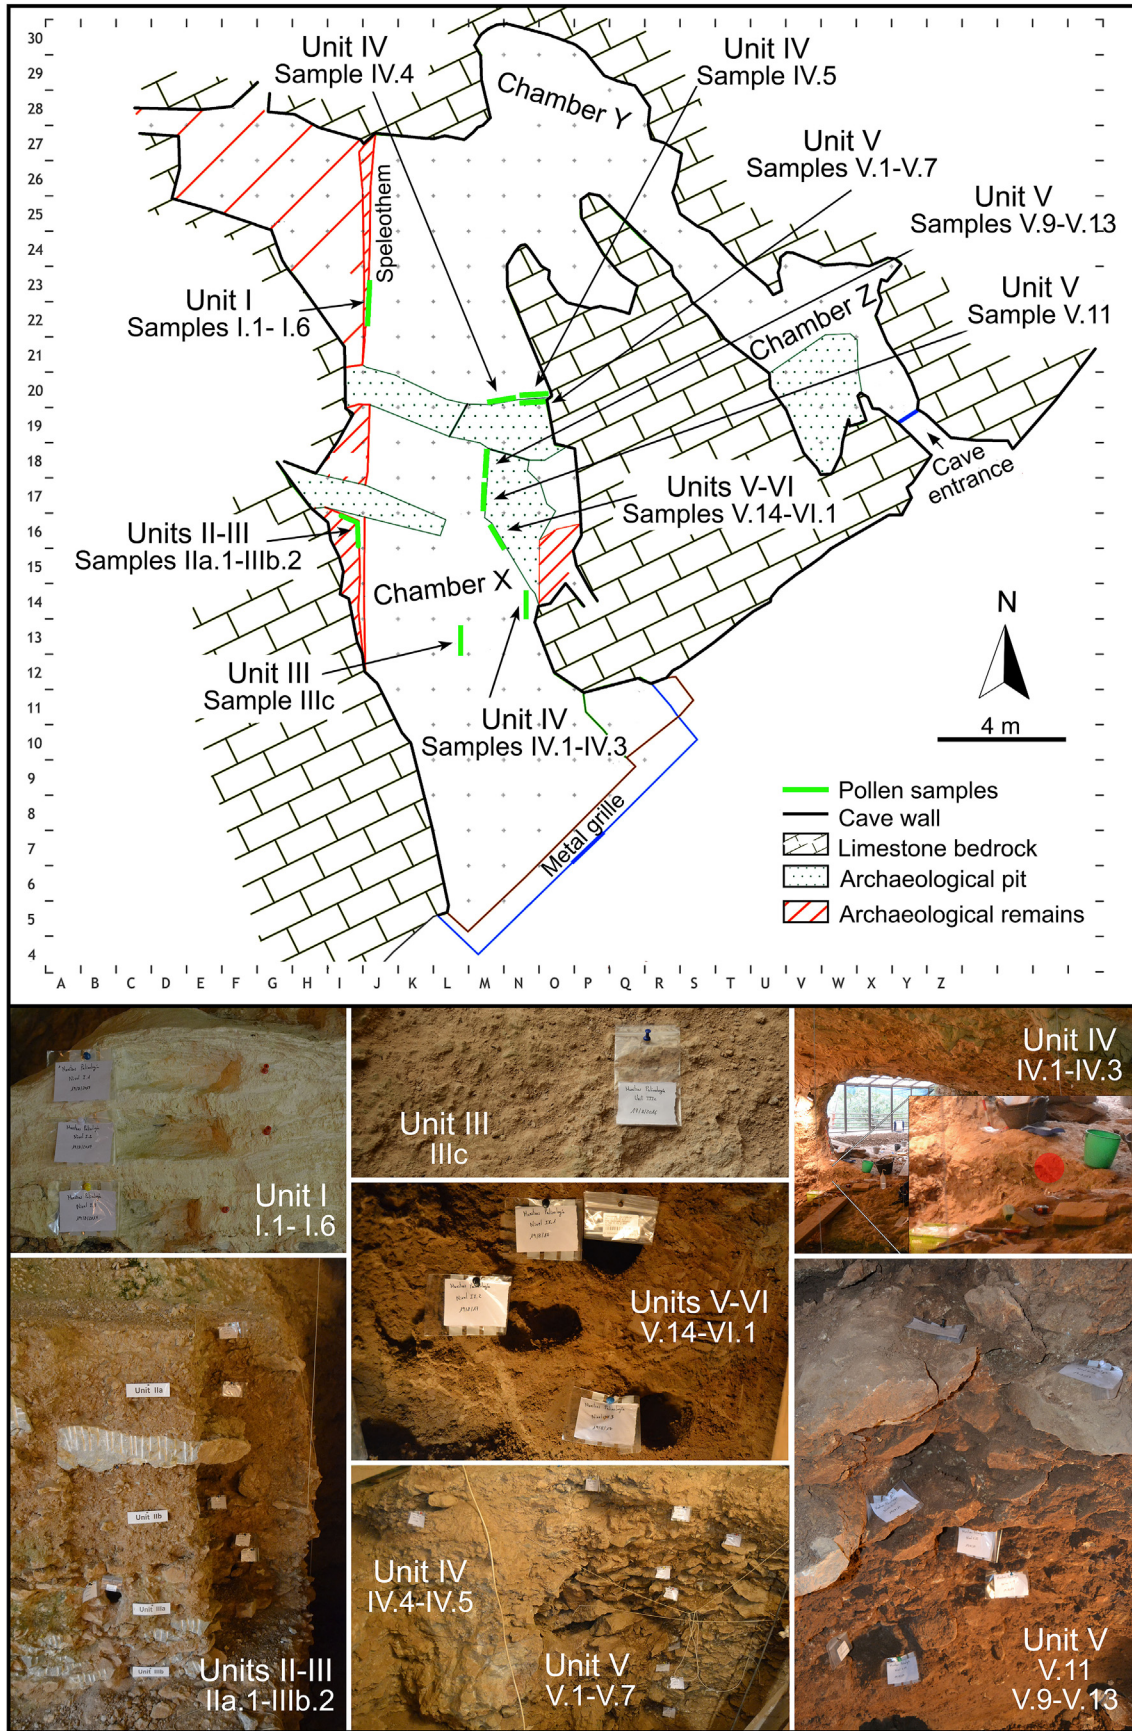 30
29
28
27
26
25
24
23
22
21
20
19
18
17
16
15
14
13
12
11
10
9
8
7
6
5
4
A B C D E F G H I J K L M N O P Q R S T U V W X Y Z
Unit IV
Sample IV.4
Unit IV
Sample IV.5
Chamber Y
Unit V
Samples V.1-V.7
Unit V
Samples V.9-V.13
Speleothem
Unit I
Samples I.1- I.6
Chamber Z
Unit V
Sample V.11
Cave
entrance
Units V-VI
Samples V.14-VI.1
Units II-III
Samples IIa.1-IIIb.2
Chamber X
Unit III
Sample IIIc
Unit IV
Samples IV.1-IV.3
N
4 m
Metal grille
Pollen samples
Cave wall
Limestone bedrock
Archaeological pit
Archaeological remains
Unit I
I.1- I.6
Unit III
IIIc
Unit IV
IV.1-IV.3
Units V-VI
V.14-VI.1
Unit IIa
Unit IIb
Unit IIIa
Unit IIIb
Units II-III
IIa.1-IIIb.2
Unit IV
IV.4-IV.5
Unit V
V.1-V.7
Unit V
V.11
V.9-V.13